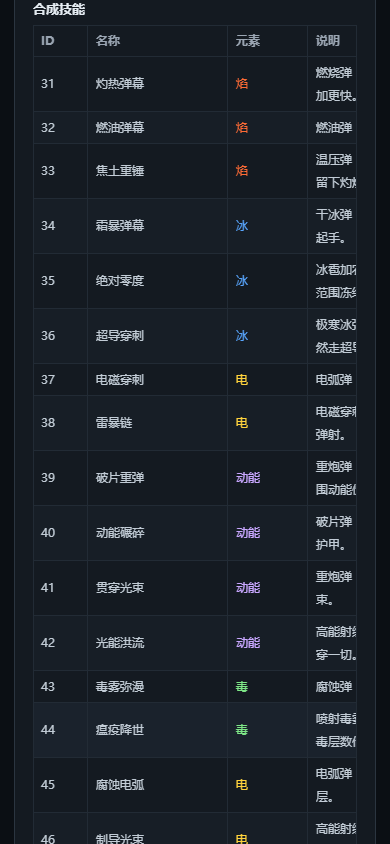 合成技能
ID 名称 元素 说明
31 灼热弹幕 焰 燃烧弹
加更快。
32 燃油弹幕 焰 燃油弹
33 焦土重锤 焰 温压弹
留下灼
34 霜暴弹幕 冰 干冰弹
起手。
35 绝对零度 冰 冰雹加
范围冻
36 超导穿刺 冰 极寒冰
然走超
37 电磁穿刺 电 电弧弹
38 雷暴链 电 电磁穿
弹射。
39 破片重弹 动能 重炮弹
围动能
40 动能碾碎 动能 破片弹
护甲。
41 贯穿光束 动能 重炮弹
束。
42 光能洪流 动能 高能射
穿一切。
43 毒雾弥漫 毒 腐蚀弹
44 瘟疫降世 毒 喷射毒
毒层数
45 腐蚀电弧 电 电弧弹
层。
46 制导光束 电 高能射